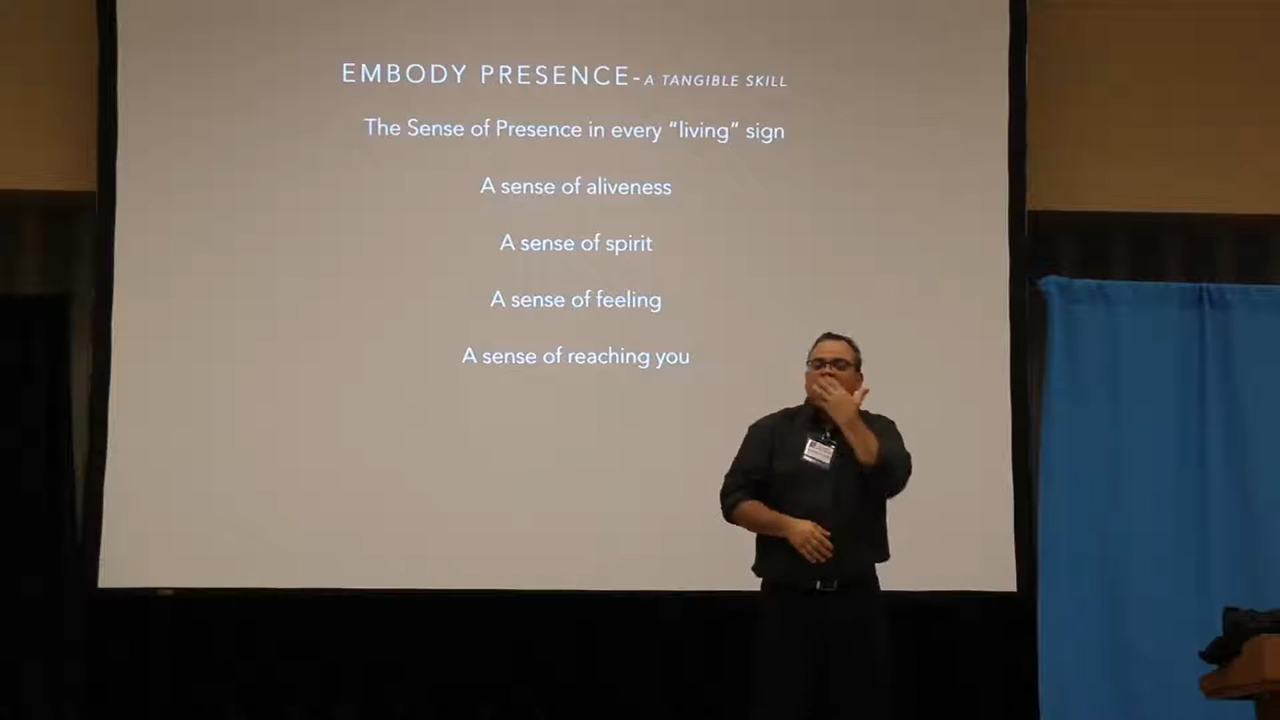 EMBODY PRESENCE-A TANGIBLE SKILL
The Sense of Presence in every “living” sign
A sense of aliveness
A sense of spirit
A sense of feeling
A sense of reaching you